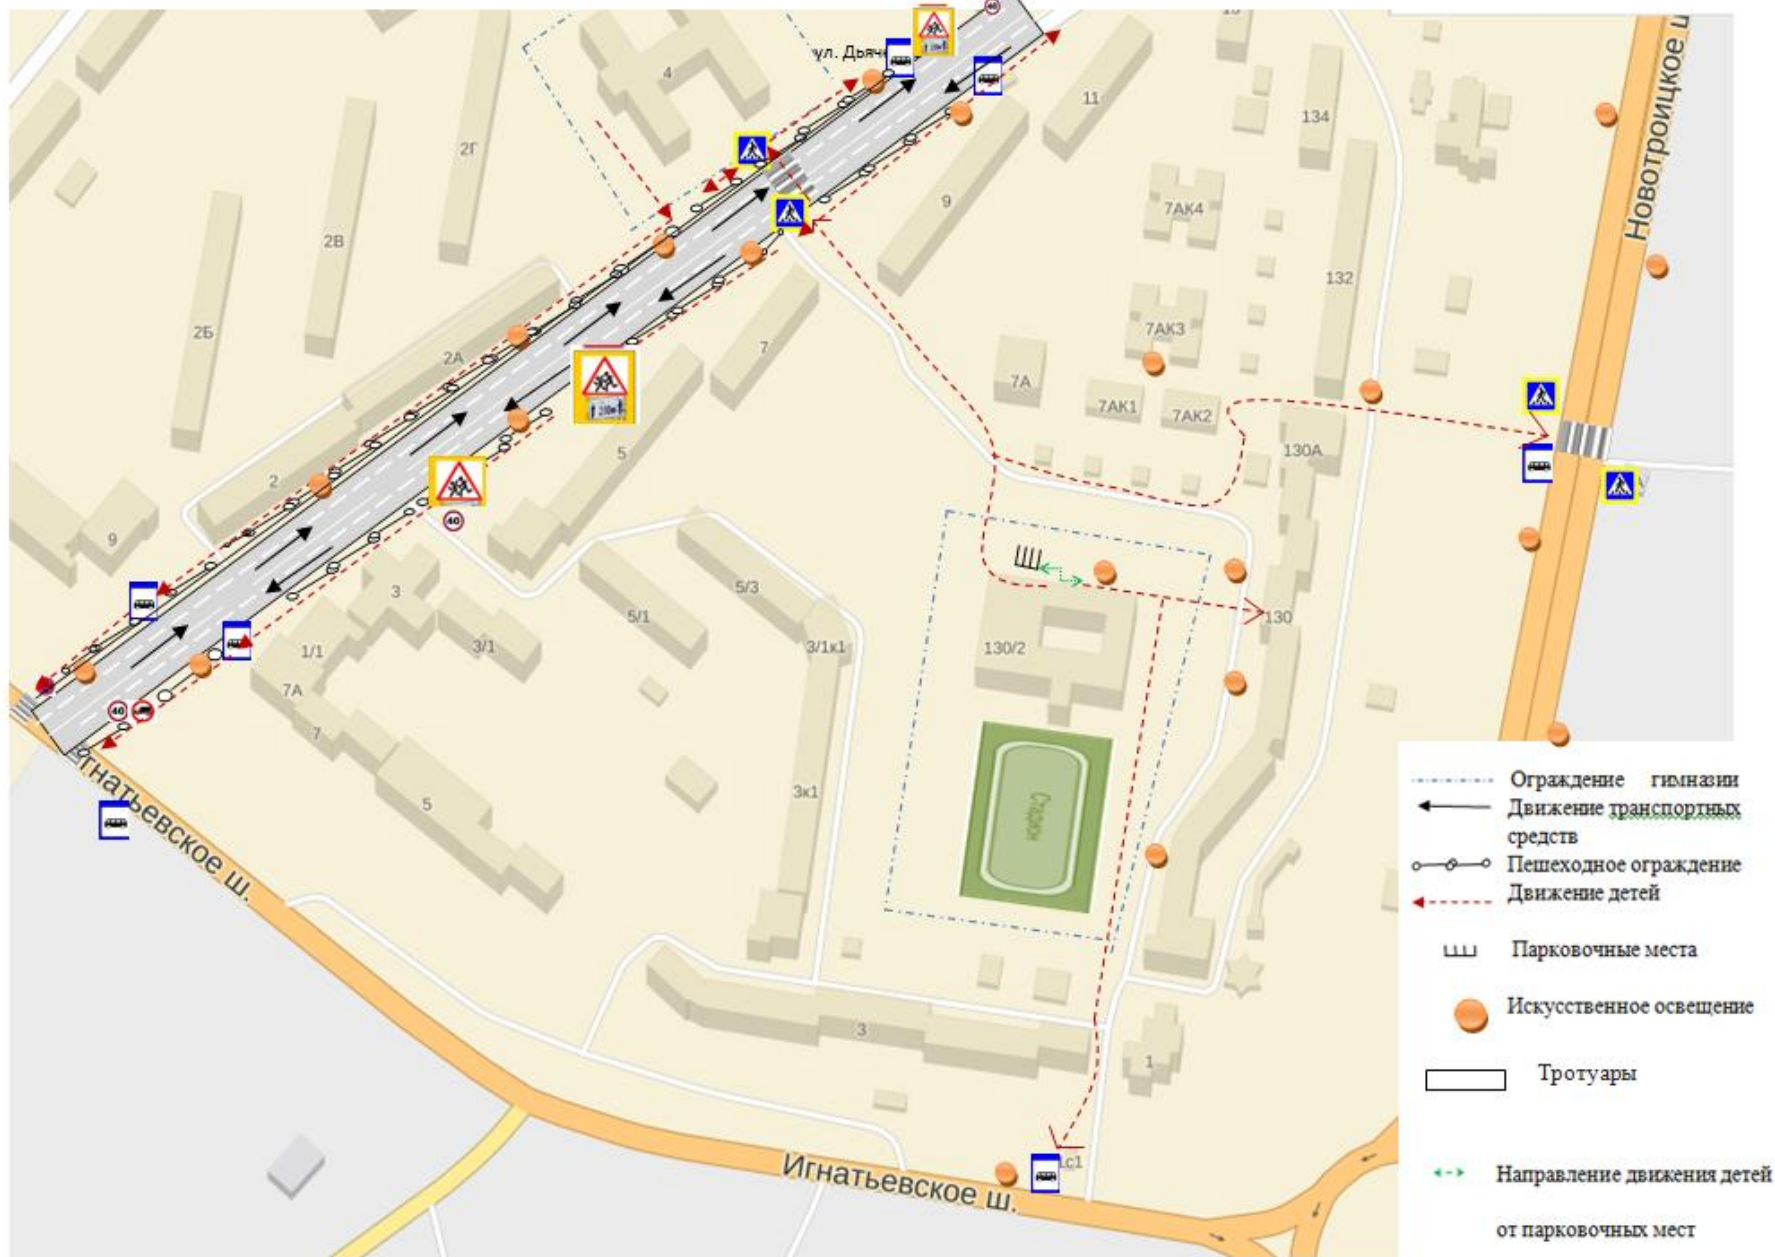 40
4
ул. Дьяч
11
134
Новотроицкое ш
2Г
9
7АК4
2В
132
2Б
7АК3
2А
7
7А
7АК1
7АК2
5
130А
2
40
9
3
5/3
5/1
130
1/1
3/1
3/1к1
130/2
7А
40
7
3к1
5
Стадион
гнатьевское ш.
3
1
с1
Игнатьевское ш.
Ограждение гимназии
Движение транспортных
средств
Пешеходное ограждение
Движение детей
Парковочные места
Искусственное освещение
Тротуары
Направление движения детей
от парковочных мест